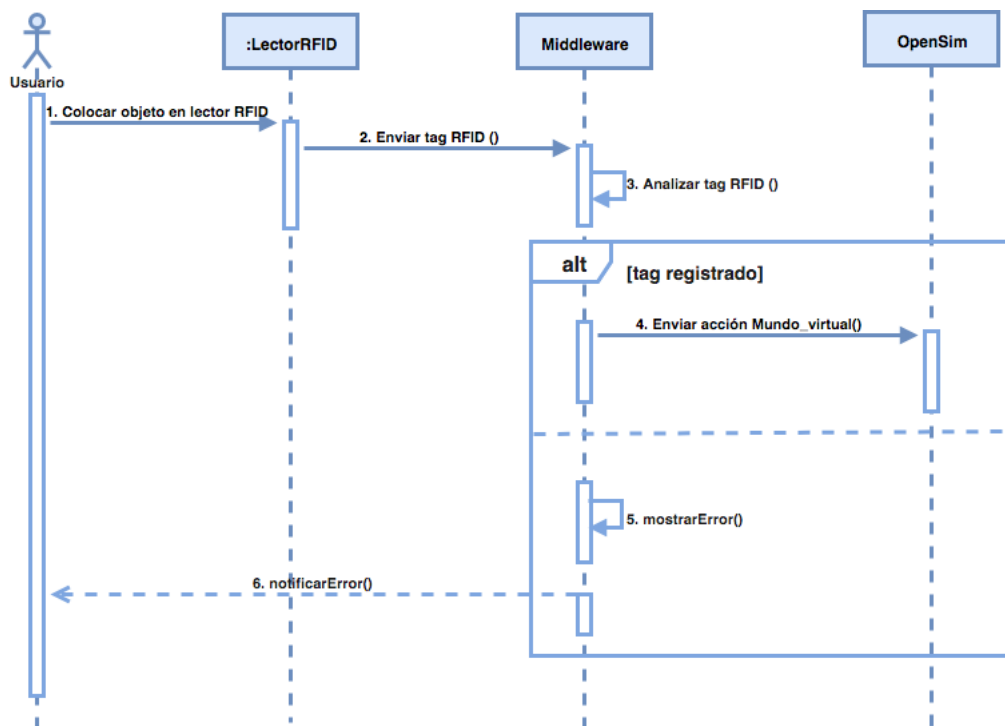 Usuario
:LectorRFID
Middleware
OpenSim
1. Colocar objeto en lector RFID
2. Enviar tag RFID ()
3. Analizar tag RFID ()
alt
[tag registrado]
4. Enviar acción Mundo_virtual()
5. mostrarError()
6. notificarError()